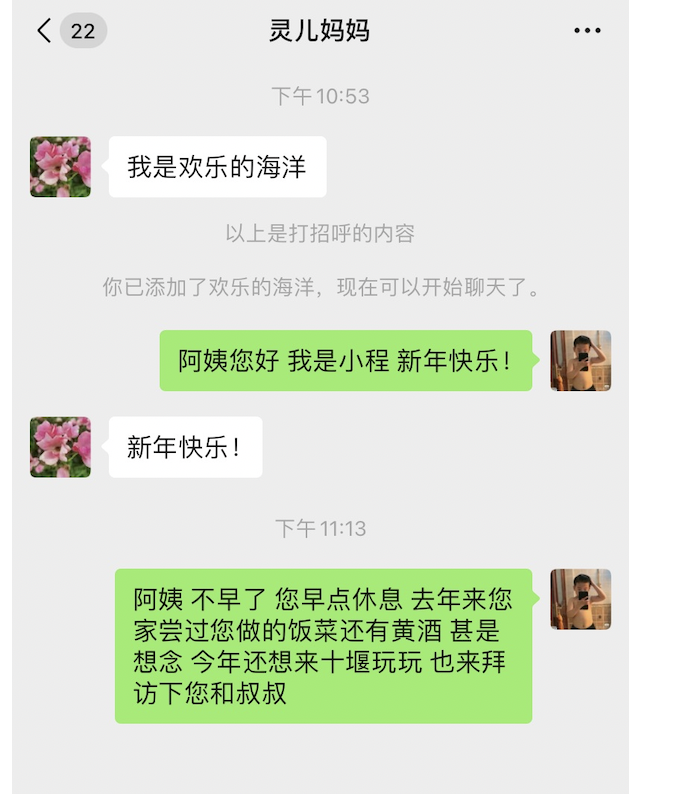 22
灵儿妈妈
下午10:53
我是欢乐的海洋
以上是打招呼的内容
你已添加了欢乐的海洋，现在可以开始聊天了。
阿姨您好 我是小程 新年快乐！
新年快乐！
下午11:13
阿姨 不早了 您早点休息 去年来您
家尝过您做的饭菜还有黄酒 甚是
想念 今年还想来十堰玩玩 也来拜
访下您和叔叔